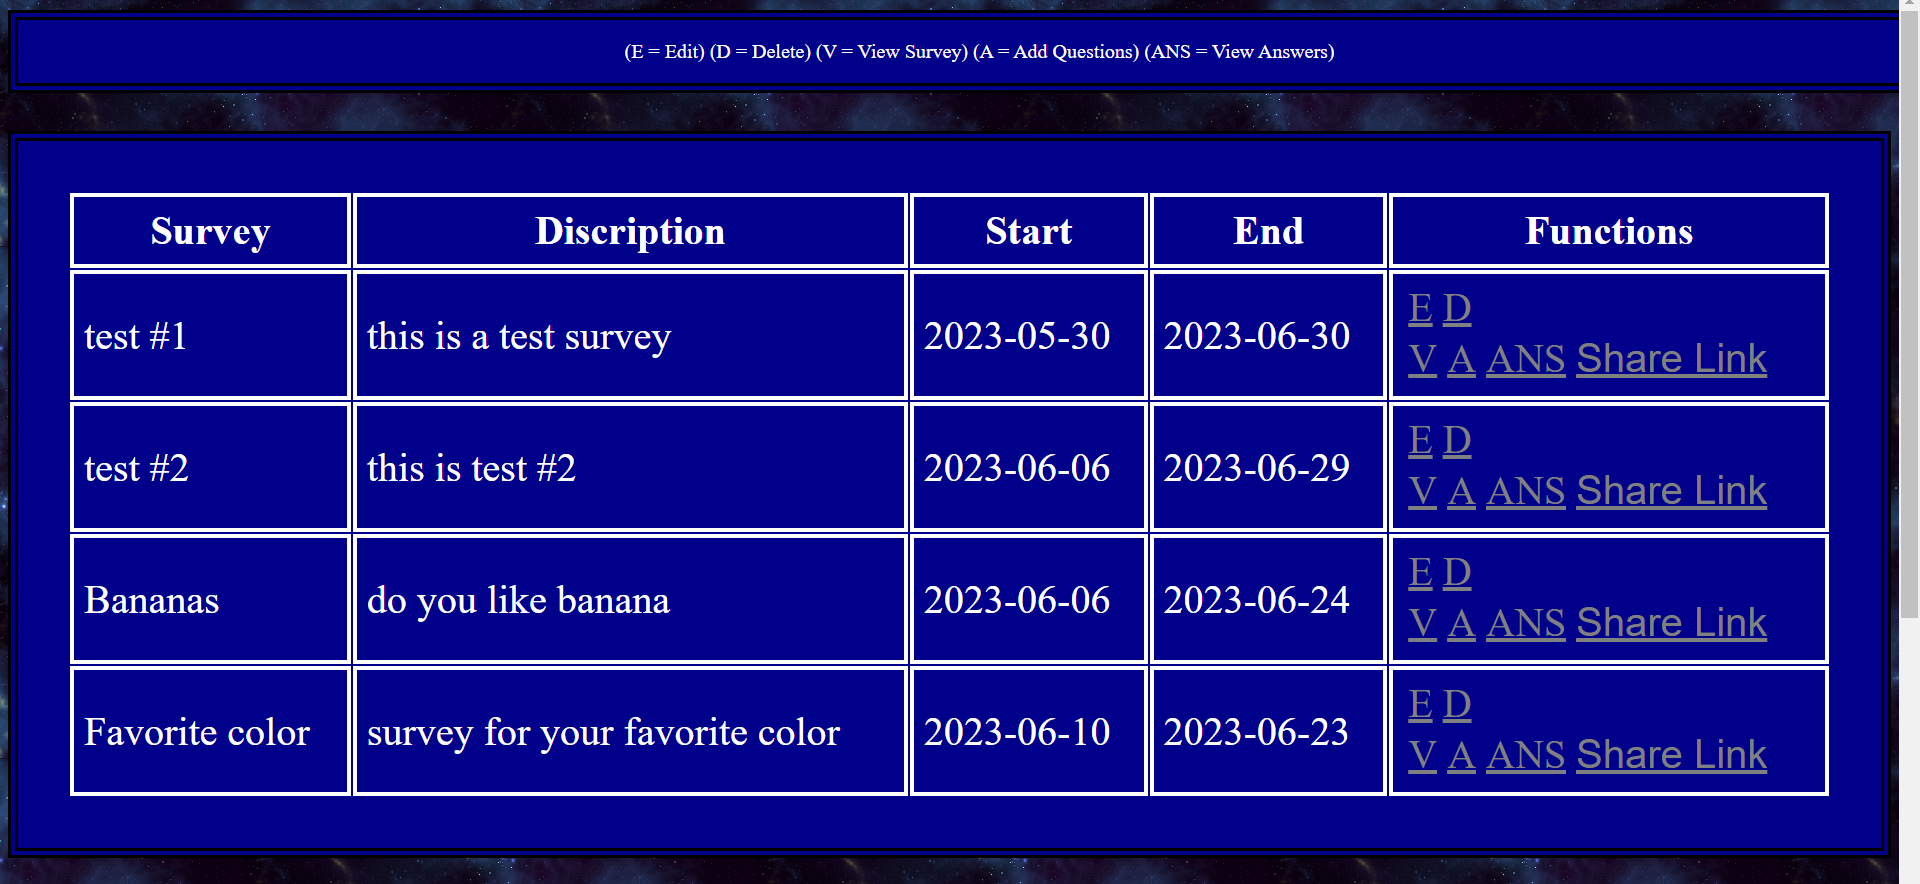 (E = Edit) (D = Delete) (V = View Survey) (A = Add Questions) (ANS = View Answers)
Survey Discription Start End Functions
test #1 this is a test survey 2023-05-30 2023-06-30 E D
V A ANS Share Link
test #2 this is test #2 2023-06-06 2023-06-29 E D
V A ANS Share Link
Bananas do you like banana 2023-06-06 2023-06-24 E D
V A ANS Share Link
Favorite color survey for your favorite color 2023-06-10 2023-06-23 E D
V A ANS Share Link